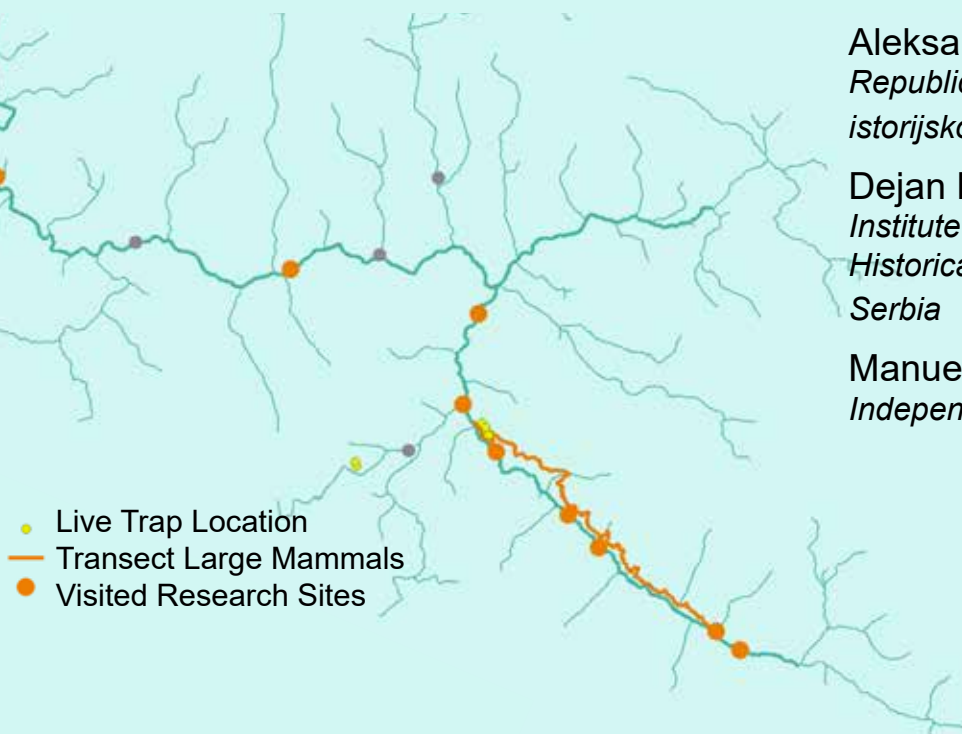 Aleksa
Republic
istorijsko
Dejan
Institute
Historica
Serbia
Manue
Indepen
Live Trap Location
Transect Large Mammals
Visited Research Sites